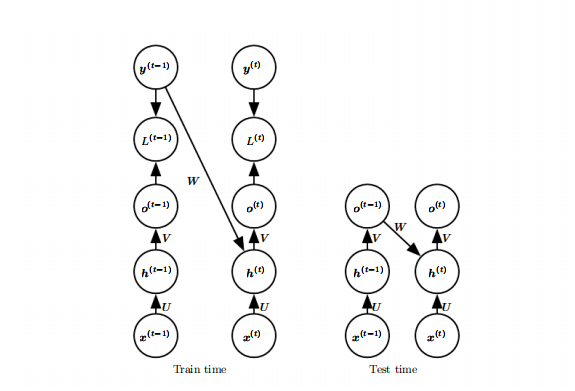 y^(t−1) y^(t)
L^(t−1) L^(t)
W
o^(t−1) o^(t) o^(t−1) o^(t)
W
V V V V
h^(t−1) h^(t) h^(t−1) h^(t)
U U U U
x^(t−1) x^(t) x^(t−1) x^(t)
Train time Test time